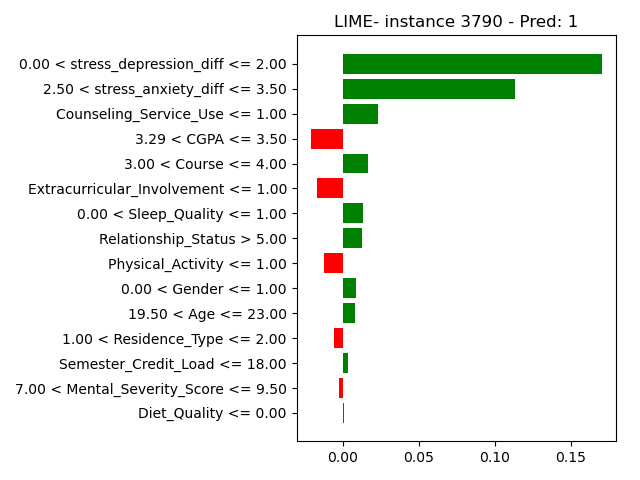 LIME- instance 3790 - Pred: 1
0.00 < stress_depression_diff <= 2.00
2.50 < stress_anxiety_diff <= 3.50
Counseling_Service_Use <= 1.00
3.29 < CGPA <= 3.50
3.00 < Course <= 4.00
Extracurricular_Involvement <= 1.00
0.00 < Sleep_Quality <= 1.00
Relationship_Status > 5.00
Physical_Activity <= 1.00
0.00 < Gender <= 1.00
19.50 < Age <= 23.00
1.00 < Residence_Type <= 2.00
Semester_Credit_Load <= 18.00
7.00 < Mental_Severity_Score <= 9.50
Diet_Quality <= 0.00
0.00 0.05 0.10 0.15